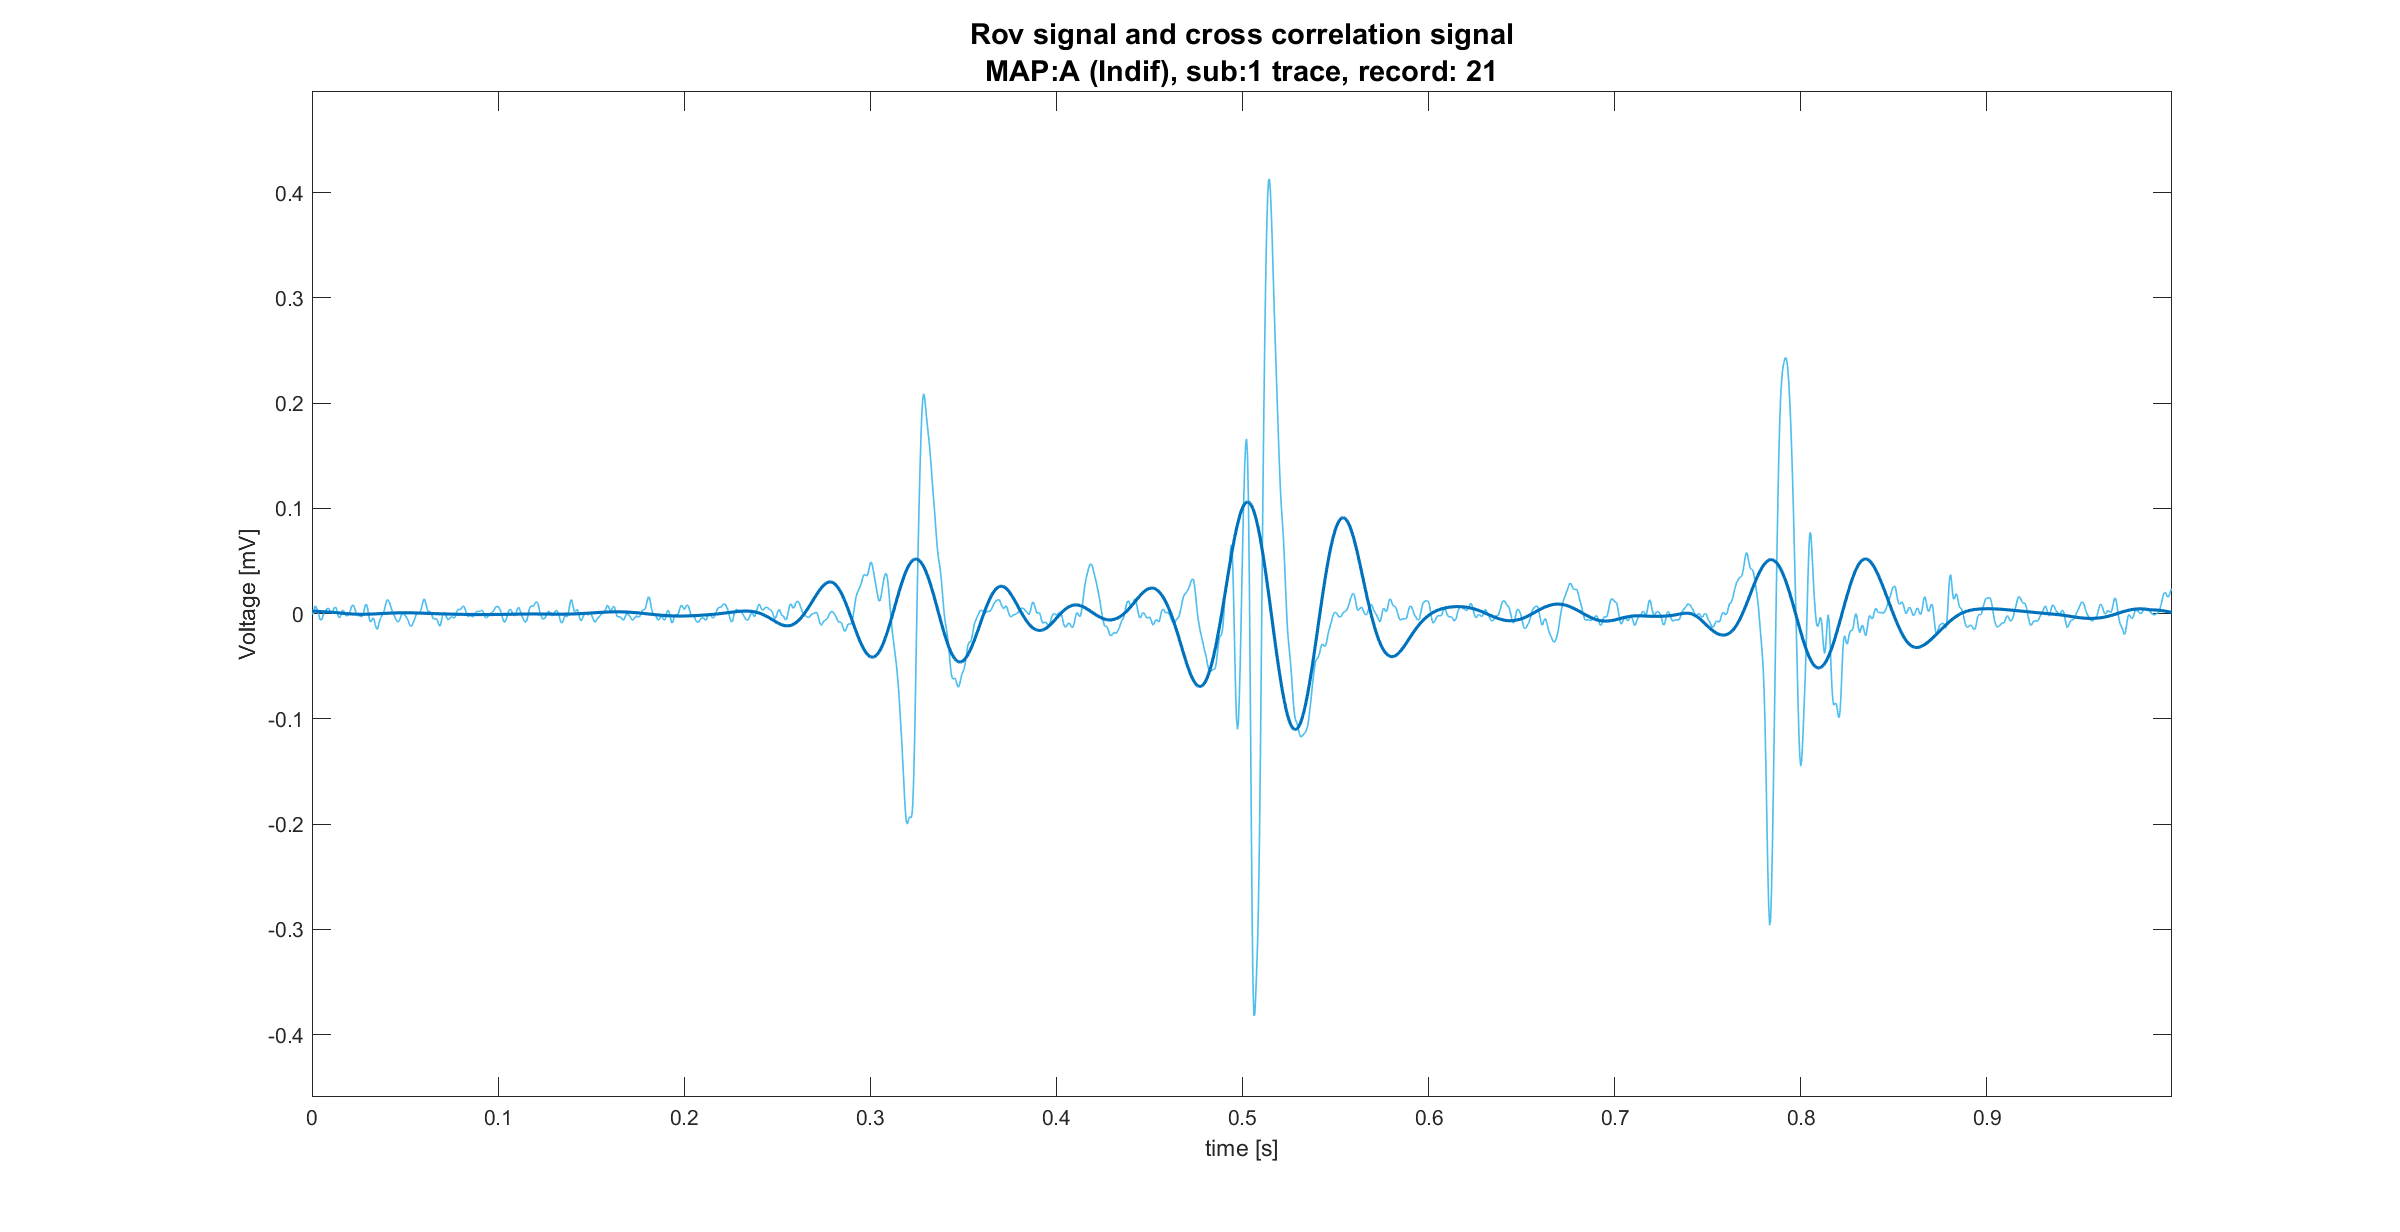 Rov signal and cross correlation signal
MAP:A (Indif), sub:1 trace, record: 21
Voltage [mV]
0.4
0.3
0.2
0.1
0
-0.1
-0.2
-0.3
-0.4
0 0.1 0.2 0.3 0.4 0.5 0.6 0.7 0.8 0.9
time [s]